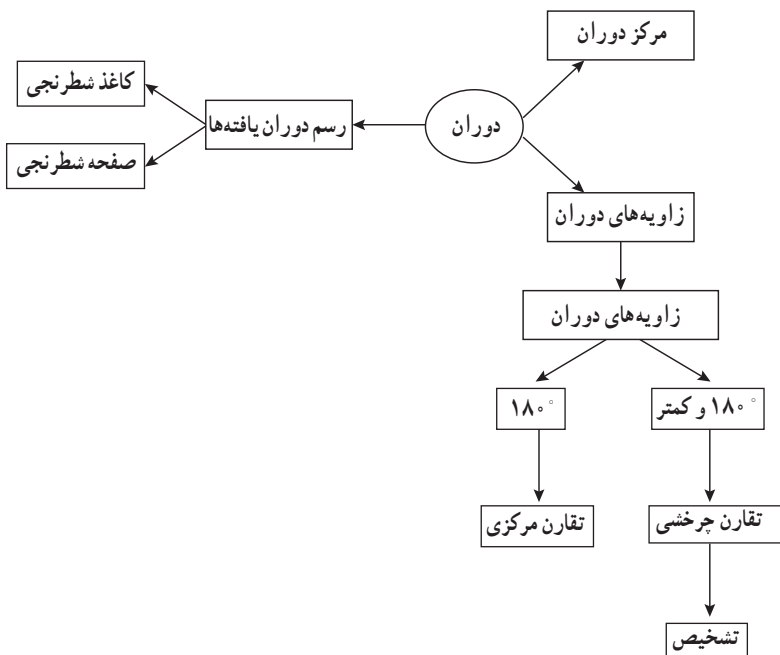 مرکز دوران
کاغذ شطرنجی
رسم دوران یافته‌ها
دوران
صفحه شطرنجی
زاویه‌های دوران
زاویه‌های دوران
۱۸۰° و کمتر
۱۸۰°
تقارن چرخشی
تقارن مرکزی
تشخیص